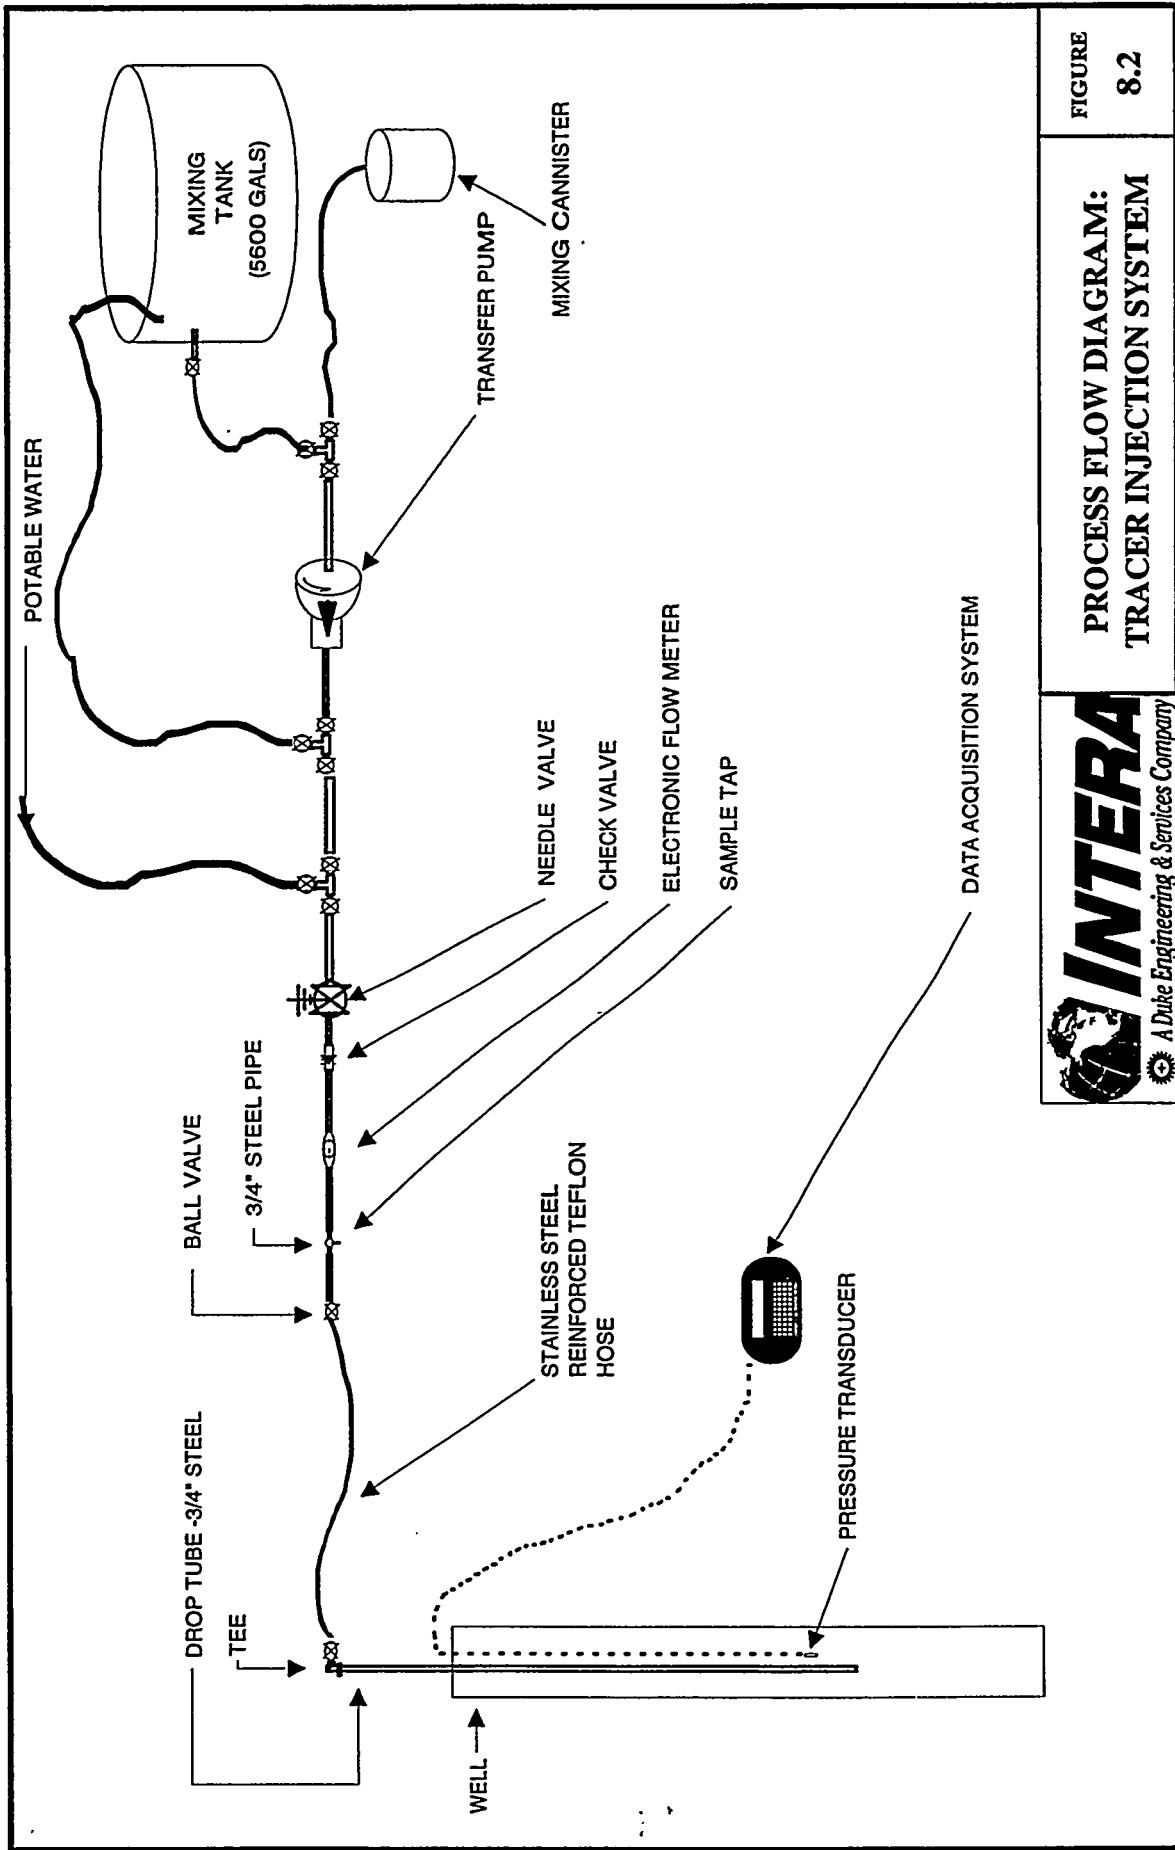 POTABLE WATER
MIXING
TANK
(5600 GALS)
MIXING CANNISTER
TRANSFER PUMP
NEEDLE VALVE
CHECK VALVE
ELECTRONIC FLOW METER
SAMPLE TAP
BALL VALVE
3/4" STEEL PIPE
DROP TUBE -3/4" STEEL
TEE
WELL
STAINLESS STEEL
REINFORCED TEFLON
HOSE
DATA ACQUISITION SYSTEM
PRESSURE TRANSDUCER
INTERA
A Duke Engineering & Services Company
PROCESS FLOW DIAGRAM:
TRACER INJECTION SYSTEM
FIGURE
8.2